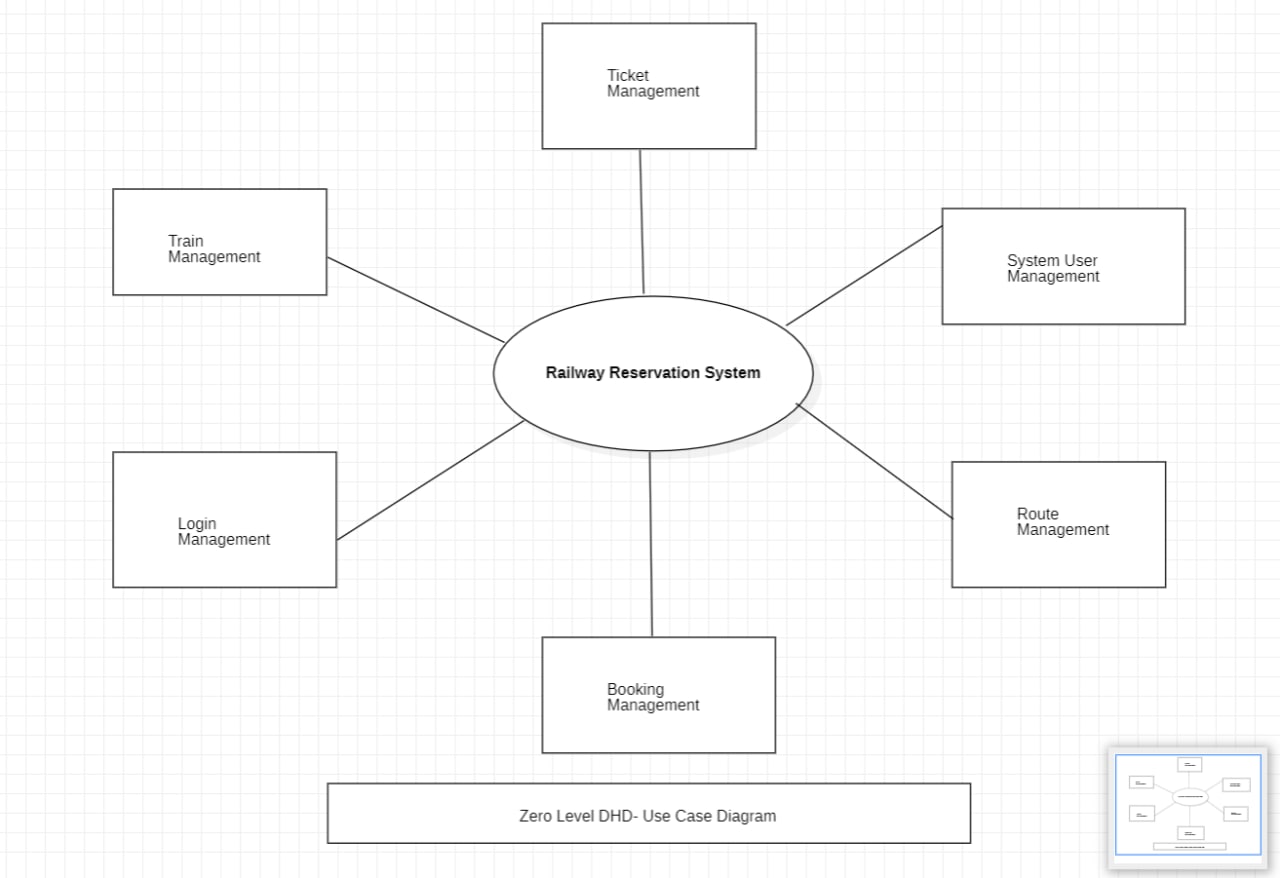 Ticket
Management
Train
Management
System User
Management
Railway Reservation System
Login
Management
Route
Management
Booking
Management
Zero Level DHD- Use Case Diagram